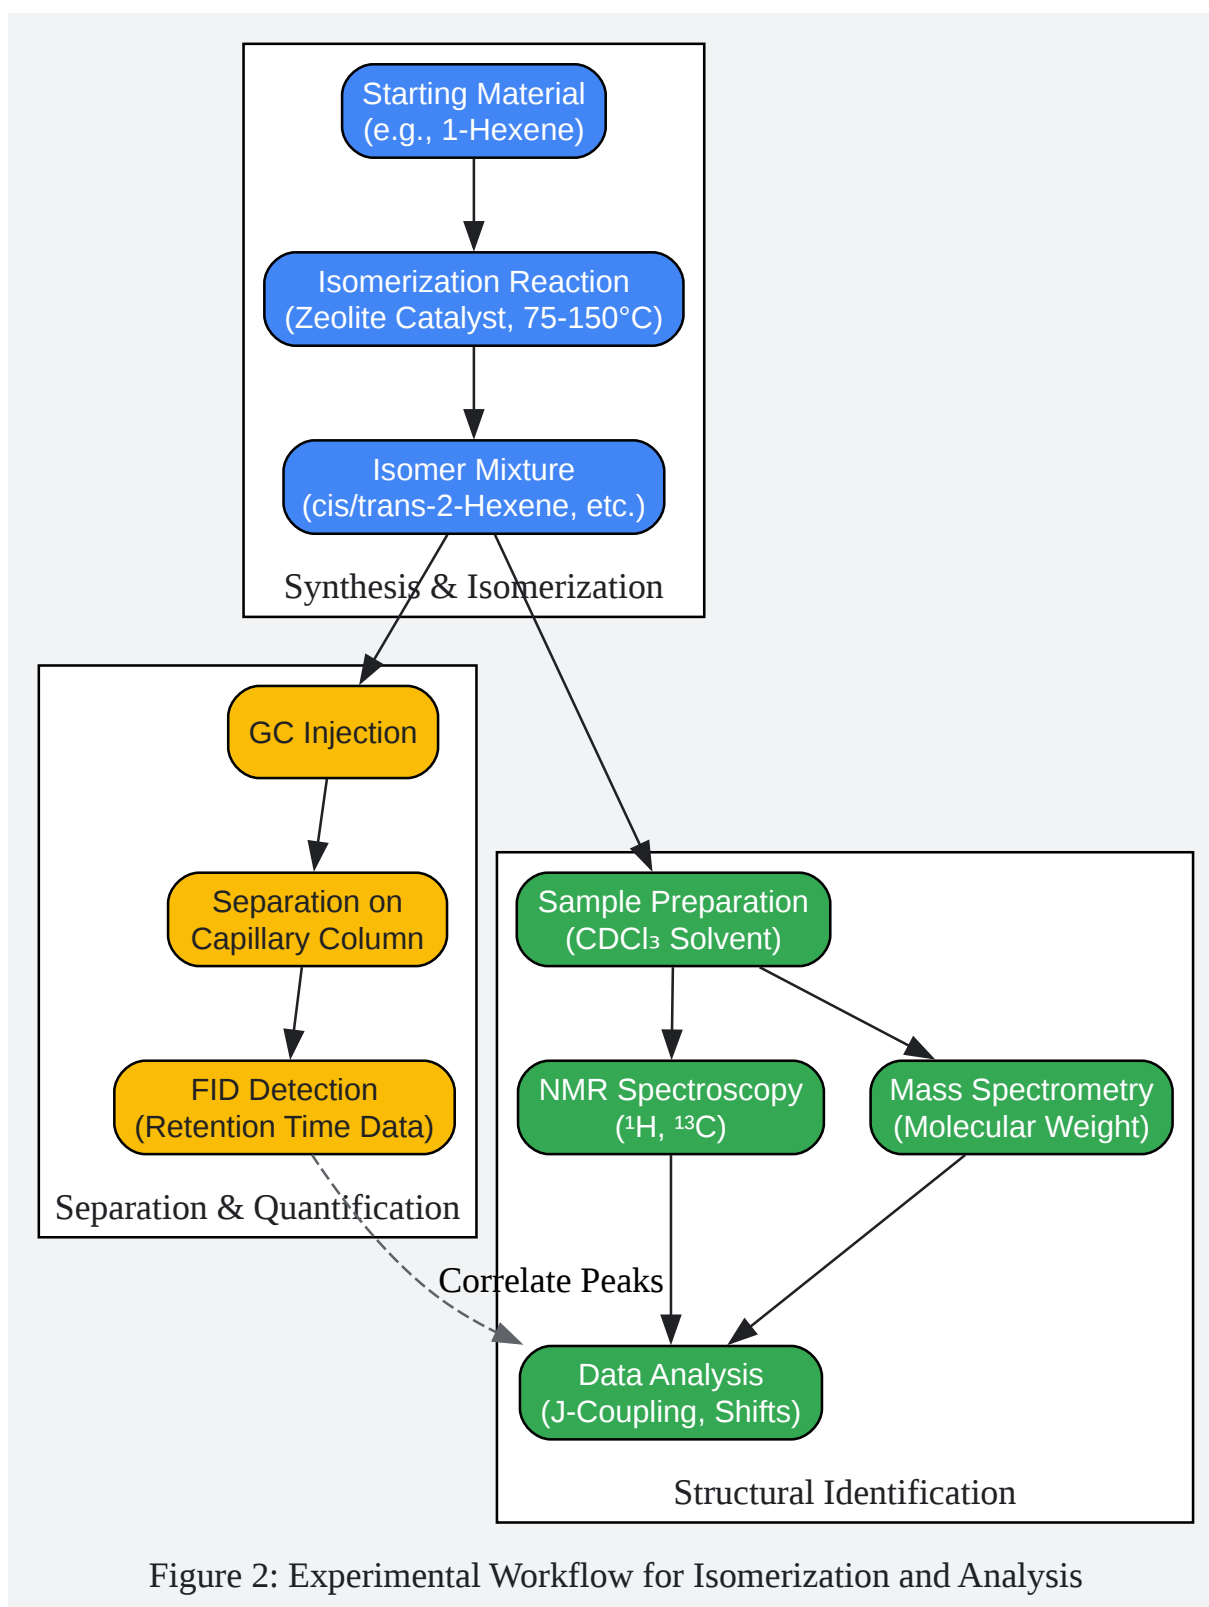 Starting Material
(e.g., 1-Hexene)
Isomerization Reaction
(Zeolite Catalyst, 75-150°C)
Isomer Mixture
(cis/trans-2-Hexene, etc.)
Synthesis & Isomerization
GC Injection
Separation on
Capillary Column
FID Detection
(Retention Time Data)
Separation & Quantification
Sample Preparation
(CDCl₃ Solvent)
NMR Spectroscopy
(¹H, ¹³C)
Mass Spectrometry
(Molecular Weight)
Correlate Peaks
Data Analysis
(J-Coupling, Shifts)
Structural Identification
Figure 2: Experimental Workflow for Isomerization and Analysis